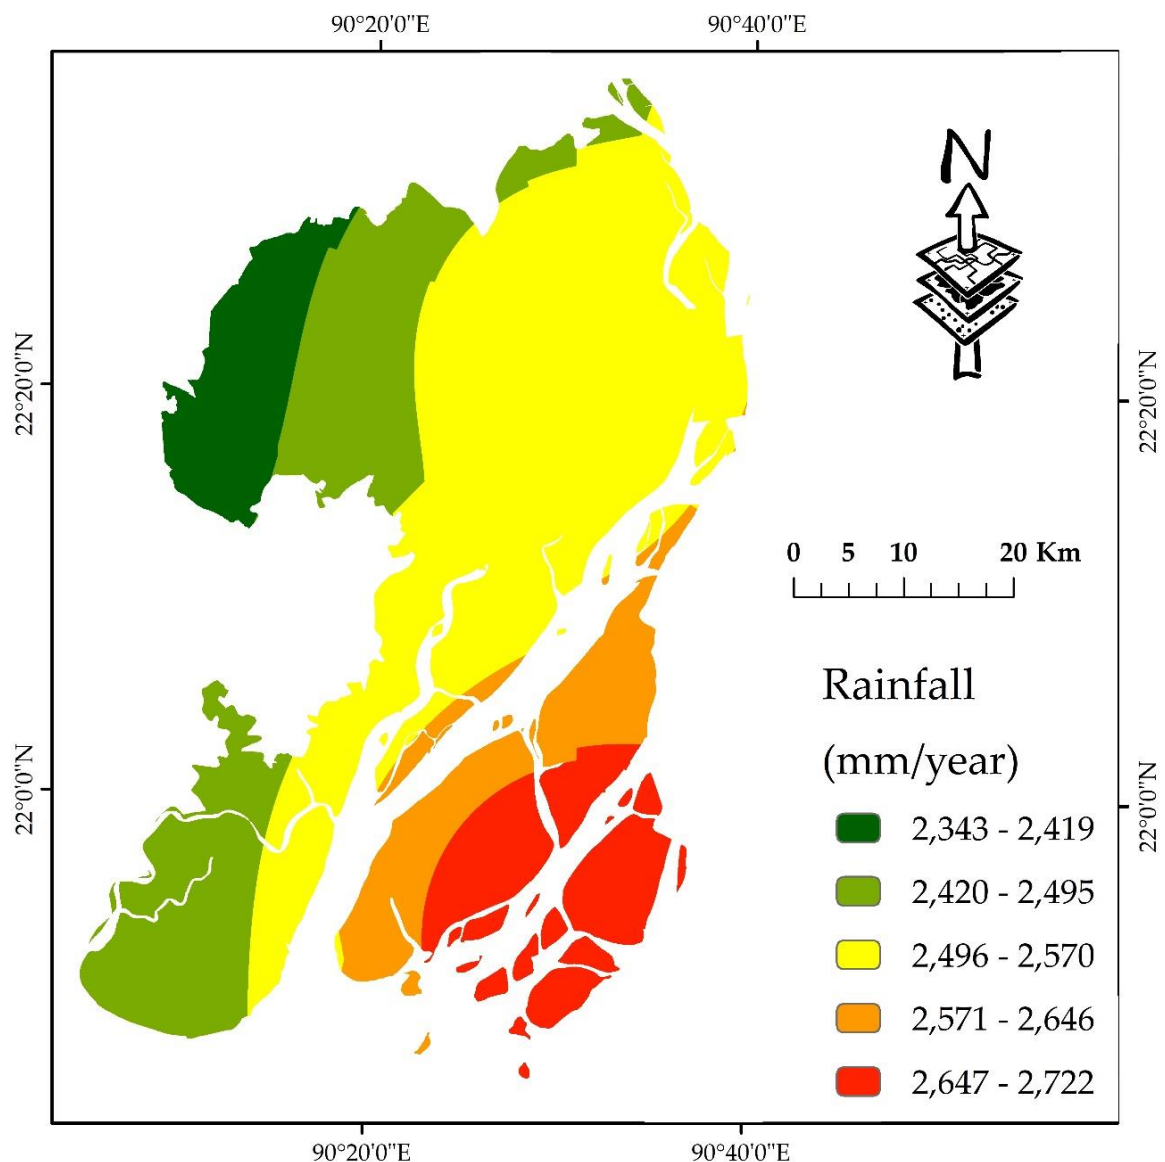 90°20'0"E
90°40'0"E
N
22°20'0"N
22°20'0"N
0 5 10 20 Km
Rainfall
(mm/year)
22°0'0"N
22°0'0"N
2,343 - 2,419
2,420 - 2,495
2,496 - 2,570
2,571 - 2,646
2,647 - 2,722
90°20'0"E
90°40'0"E